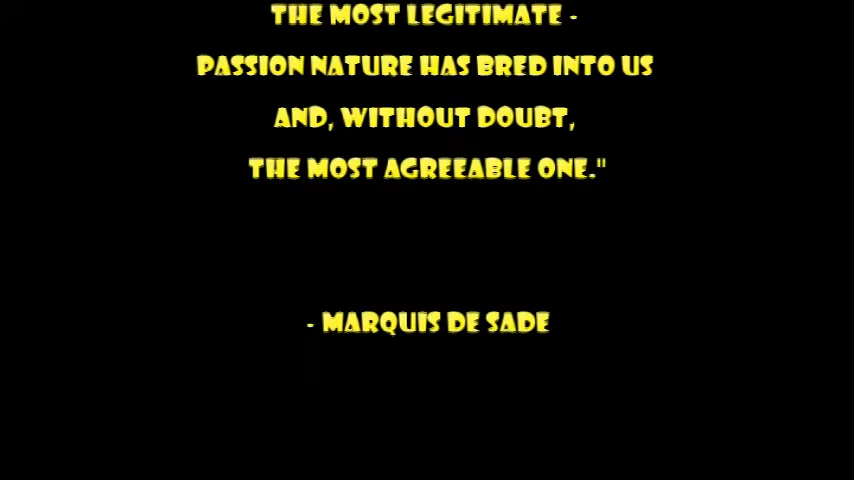 THE MOST LEGITIMATE -
PASSION NATURE HAS BRED INTO US
AND, WITHOUT DOUBT,
THE MOST AGREEABLE ONE."
- MARQUIS DE SADE